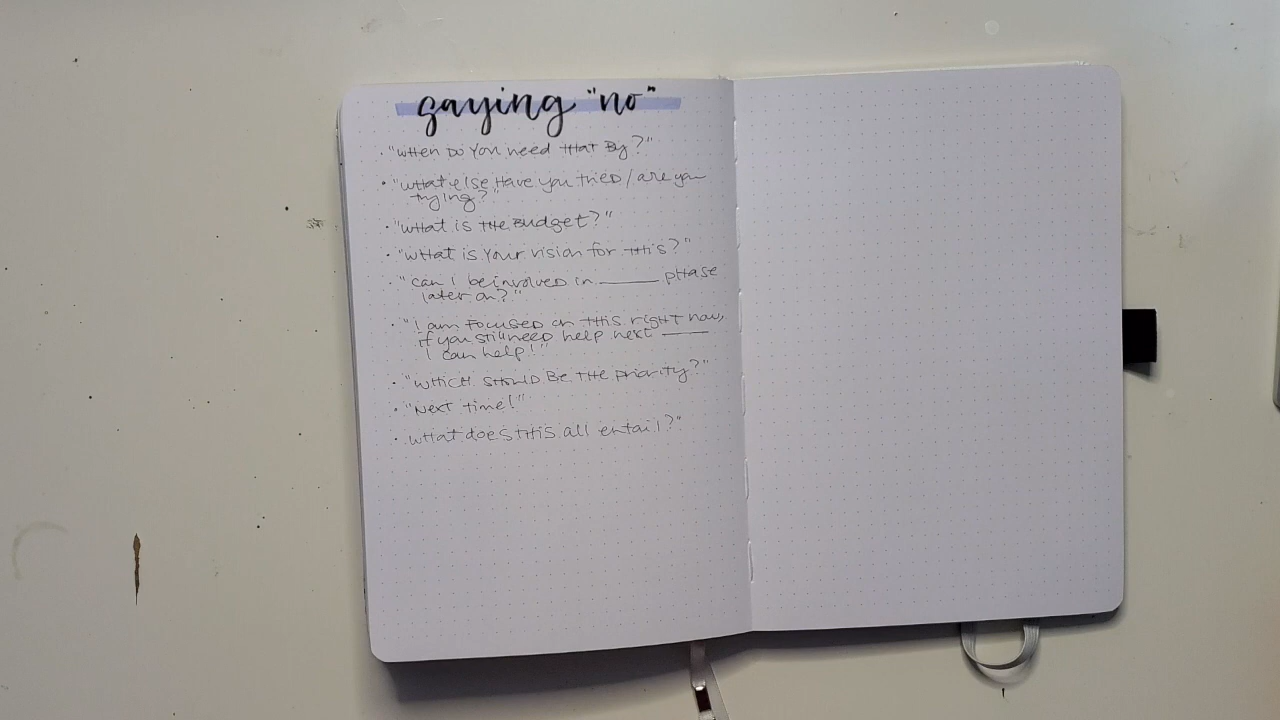 saying "no"
· "WHEN DO YOU need THAT By?"
· "WHAT else HAVE you TRIED / are you
trying?"
· "WHAT is THE BUDGET?"
· "WHAT is YOUR vision for THIS?"
· "can I be involved in ______ PHASE
later on?"
· "I am FOCUSED on THIS right now,
if you still need help next ______
I can help!"
· "WHICH SHOULD BE THE priority?"
· "NEXT time!"
· WHAT does THIS all entail?"